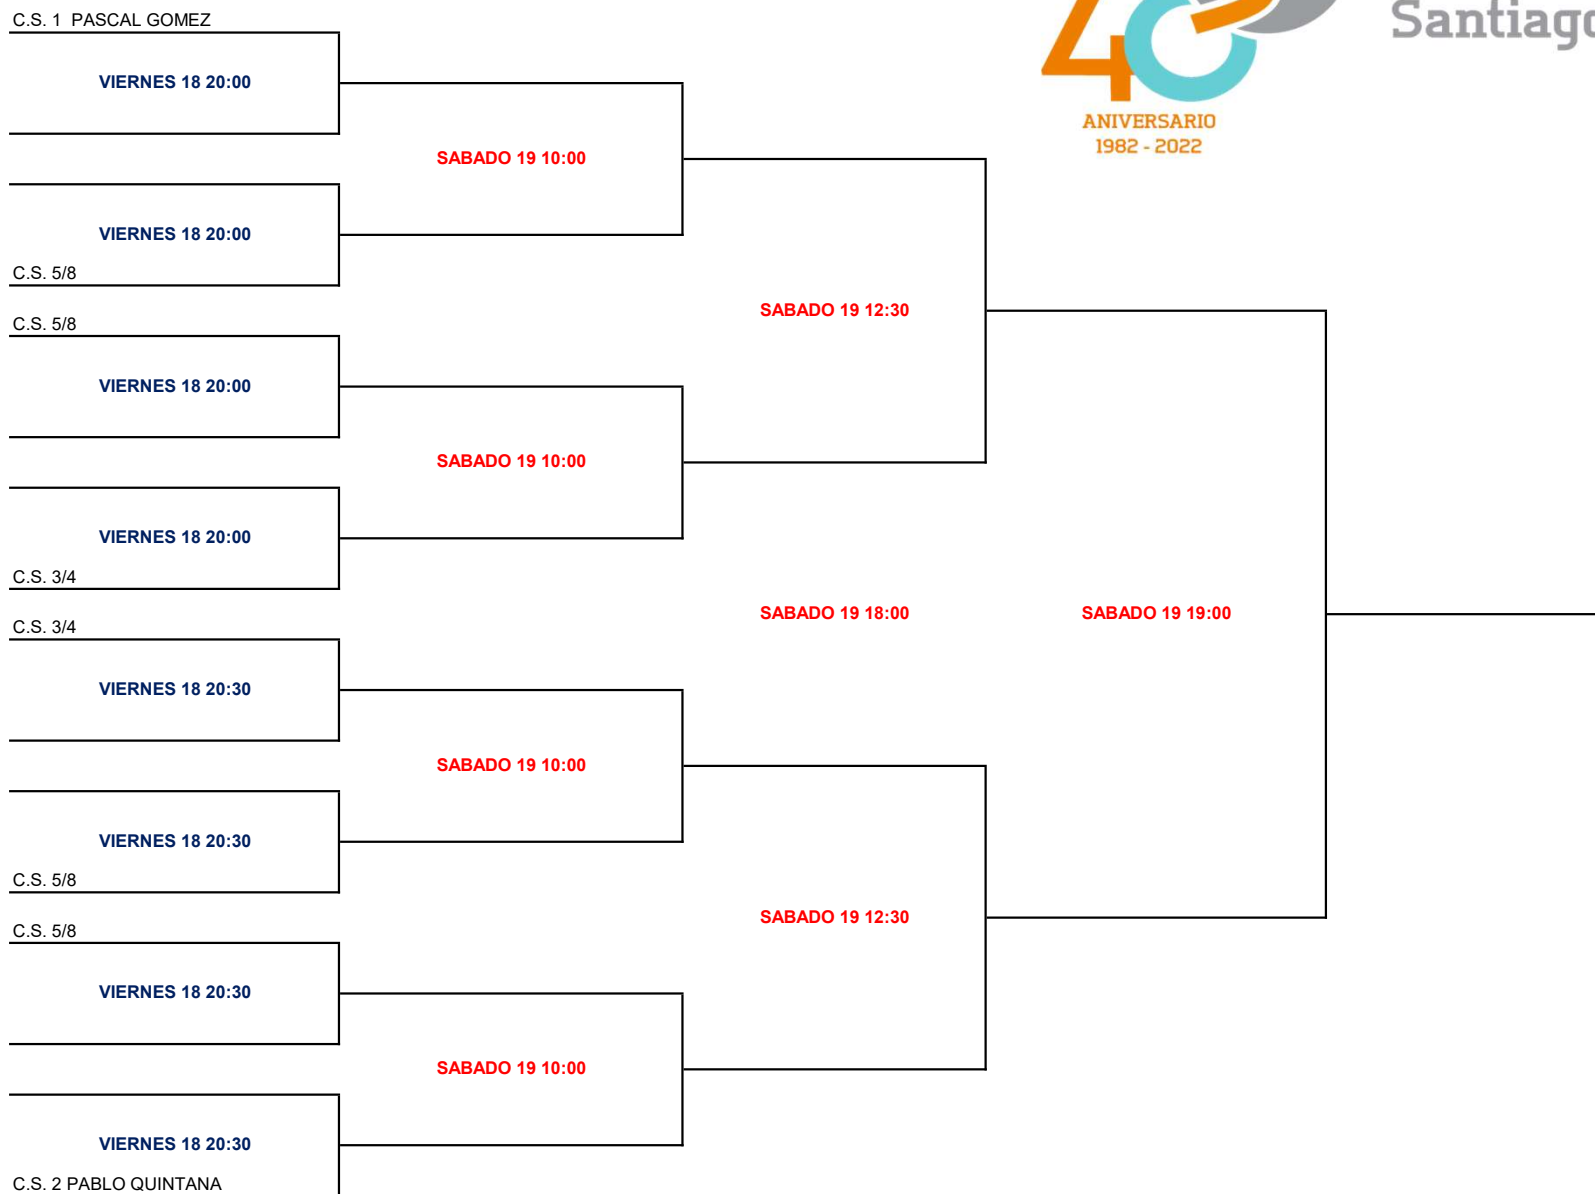 C.S. 1 PASCAL GOMEZ
40
Santiago
ANIVERSARIO
1982 - 2022
VIERNES 18 20:00
SABADO 19 10:00
VIERNES 18 20:00
C.S. 5/8
SABADO 19 12:30
C.S. 5/8
VIERNES 18 20:00
SABADO 19 10:00
VIERNES 18 20:00
C.S. 3/4
SABADO 19 18:00
SABADO 19 19:00
C.S. 3/4
VIERNES 18 20:30
SABADO 19 10:00
VIERNES 18 20:30
C.S. 5/8
SABADO 19 12:30
C.S. 5/8
VIERNES 18 20:30
SABADO 19 10:00
VIERNES 18 20:30
C.S. 2 PABLO QUINTANA